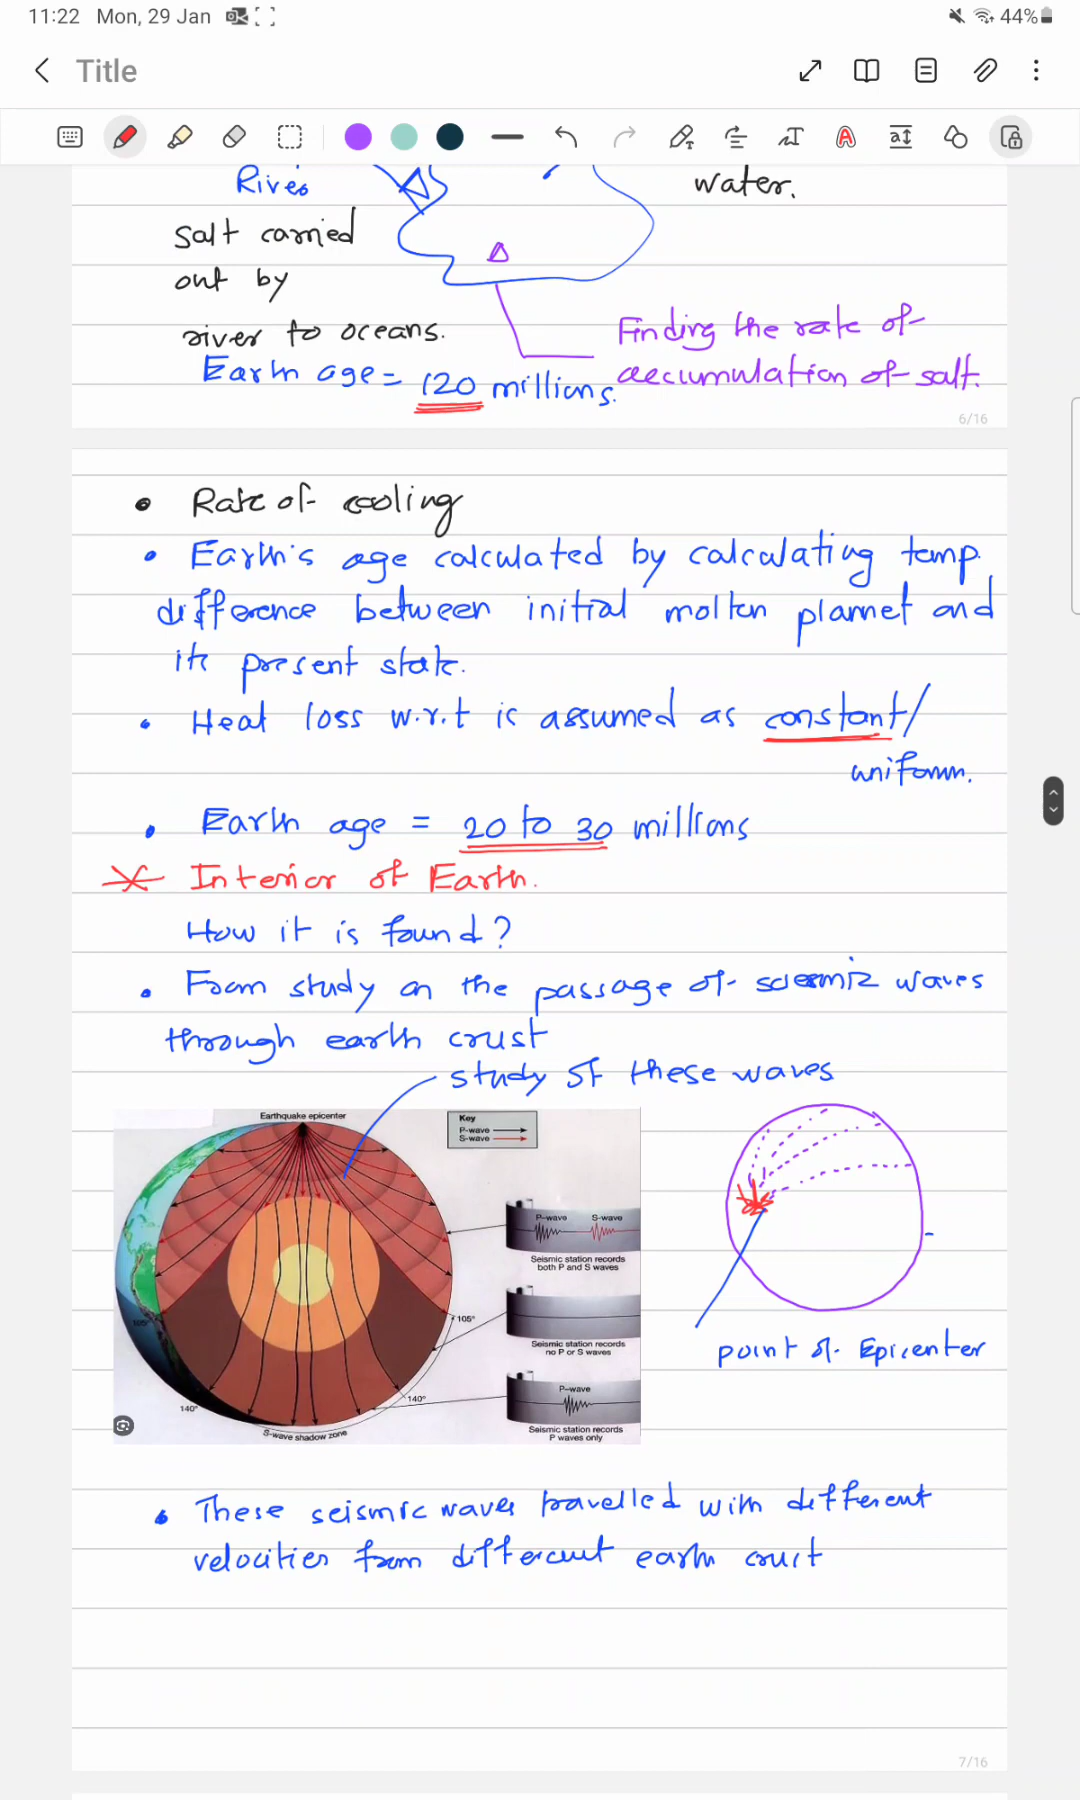 11:22 Mon, 29 Jan
44%
Title
Rives
water.
Salt carried
out by
river to oceans.
Finding the rate of
accumulation of salt.
Earth age = 120 millions.
6/16
Rate of cooling
Earth's age calculated by calculating temp.
difference between initial molten plannet and
its present state.
Heat loss w.r.t is assumed as constant/
uniform.
Earth age = 20 to 30 millions
Interior of Earth.
How it is found?
From study on the passage of waves
through earth crust
study of these waves
Earthquake epicenter
Key
P-wave
S-wave
P-wave S-wave
Seismic station records
both P and S waves
105°
105°
Seismic station records
no P or S waves
point of Epicenter
140°
140°
P-wave
S-wave shadow zone
Seismic station records
P waves only
These seismic waves travelled with different
velocities from different earth crust
7/16